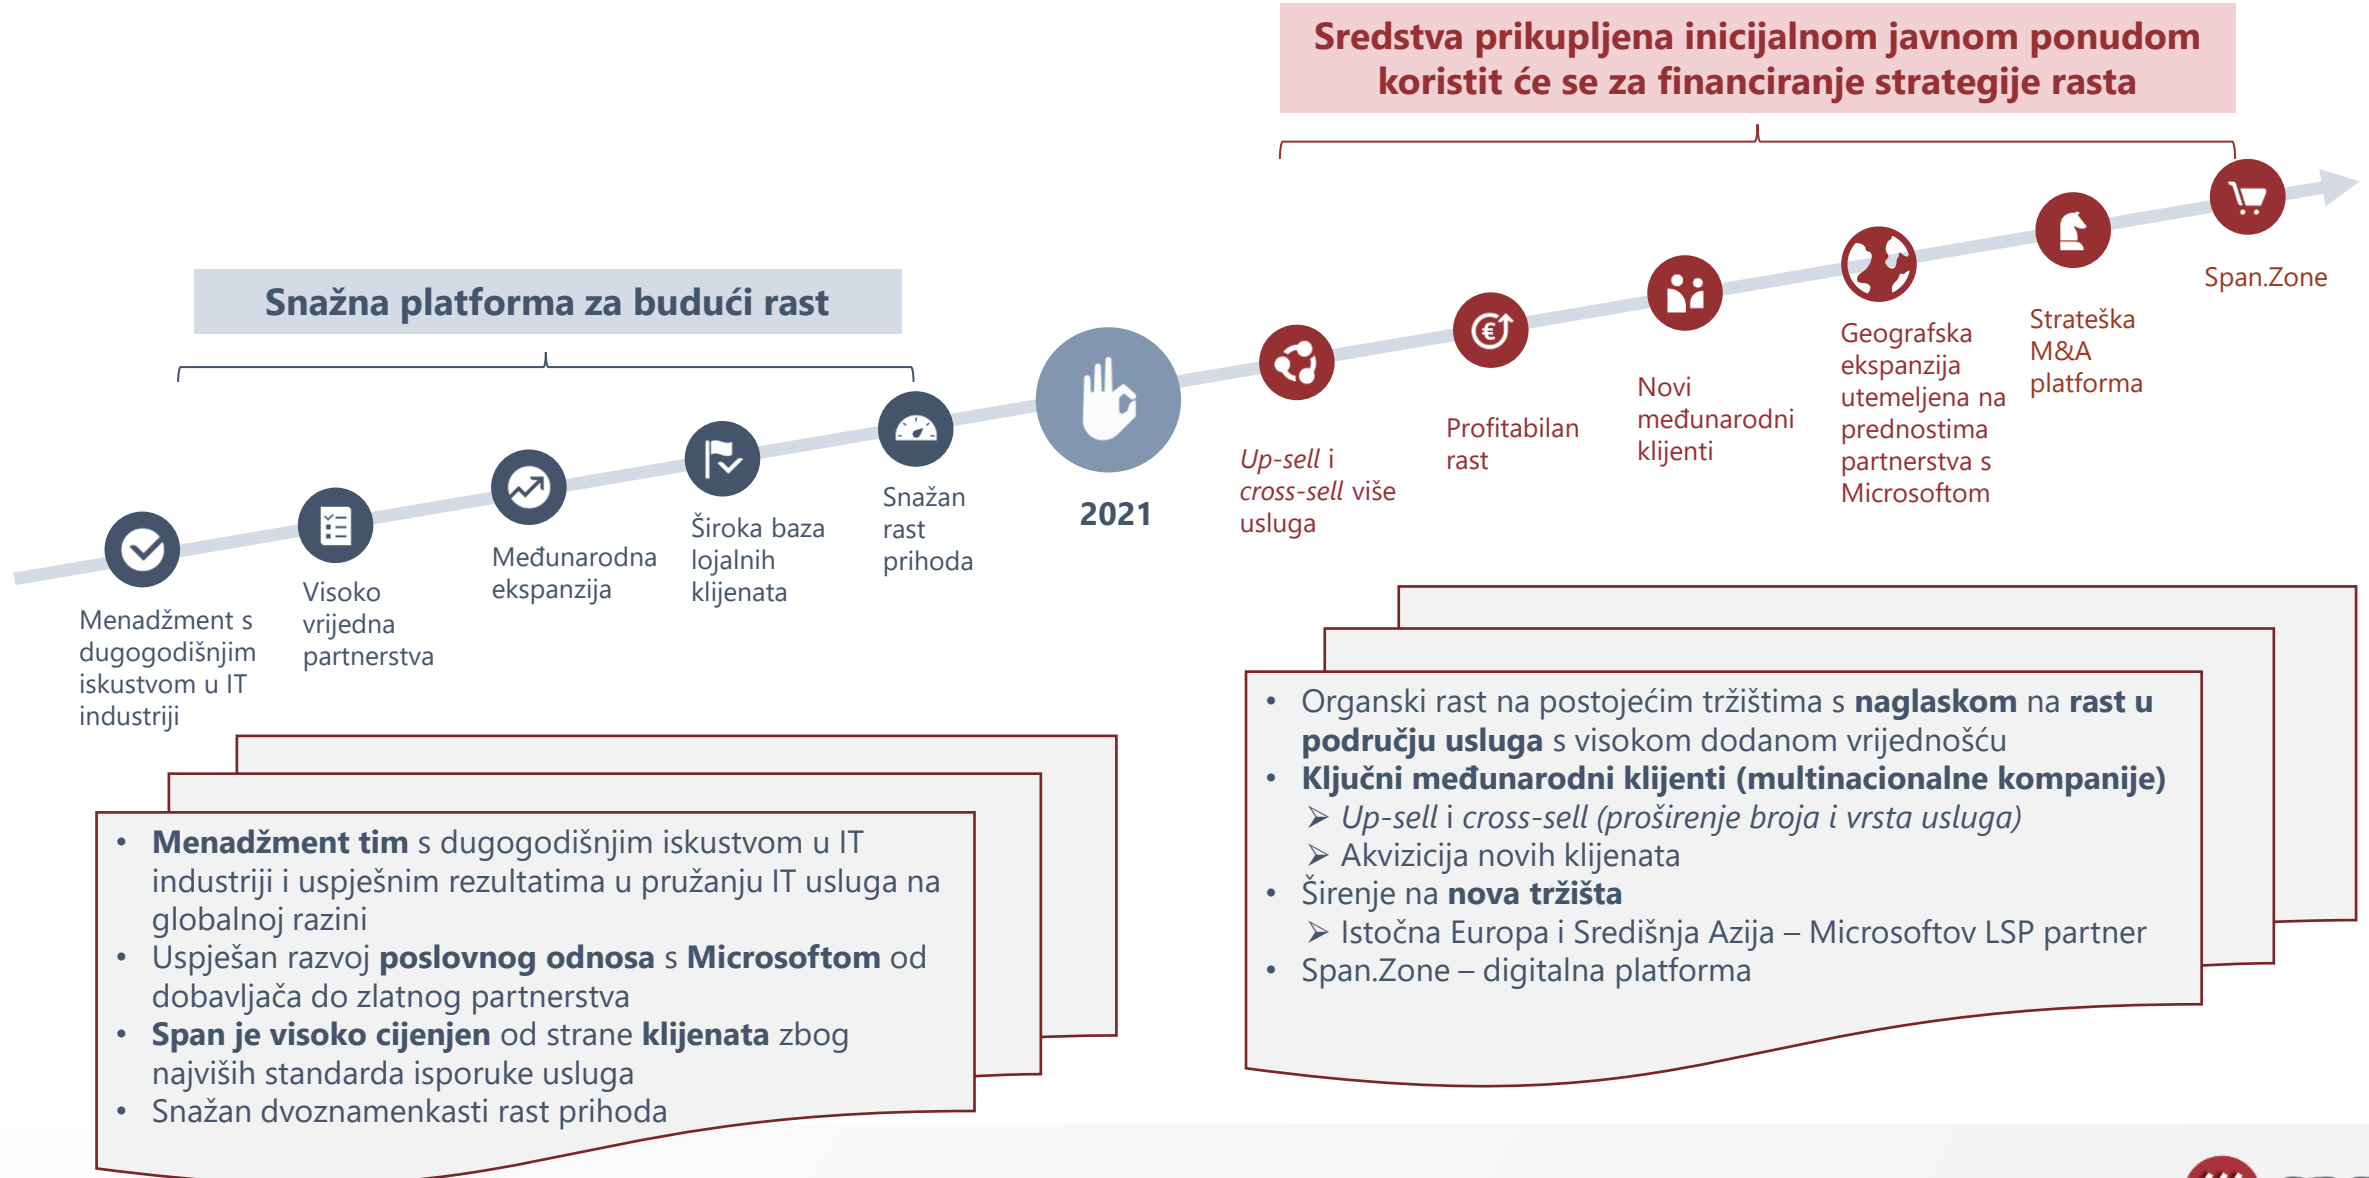 Sredstva prikupljena inicijalnom javnom ponudom
koristit će se za financiranje strategije rasta
Snažna platforma za budući rast
Menadžment s
dugogodišnjim
iskustvom u IT
industriji
Visoko
vrijedna
partnerstva
Međunarodna
ekspanzija
Široka baza
lojalnih
klijenata
Snažan
rast
prihoda
2021
Up-sell i
cross-sell više
usluga
Profitabilan
rast
Novi
međunarodni
klijenti
Geografska
ekspanzija
utemeljena na
prednostima
partnerstva s
Microsoftom
Strateška
M&A
platforma
Span.Zone
• Menadžment tim s dugogodišnjim iskustvom u IT
industriji i uspješnim rezultatima u pružanju IT usluga na
globalnoj razini
• Uspješan razvoj poslovnog odnosa s Microsoftom od
dobavljača do zlatnog partnerstva
• Span je visoko cijenjen od strane klijenata zbog
najviših standarda isporuke usluga
• Snažan dvoznamenkasti rast prihoda
• Organski rast na postojećim tržištima s naglaskom na rast u
području usluga s visokom dodanom vrijednošću
• Ključni međunarodni klijenti (multinacionalne kompanije)
➢ Up-sell i cross-sell (proširenje broja i vrsta usluga)
➢ Akvizicija novih klijenata
• Širenje na nova tržišta
➢ Istočna Europa i Središnja Azija – Microsoftov LSP partner
• Span.Zone – digitalna platforma